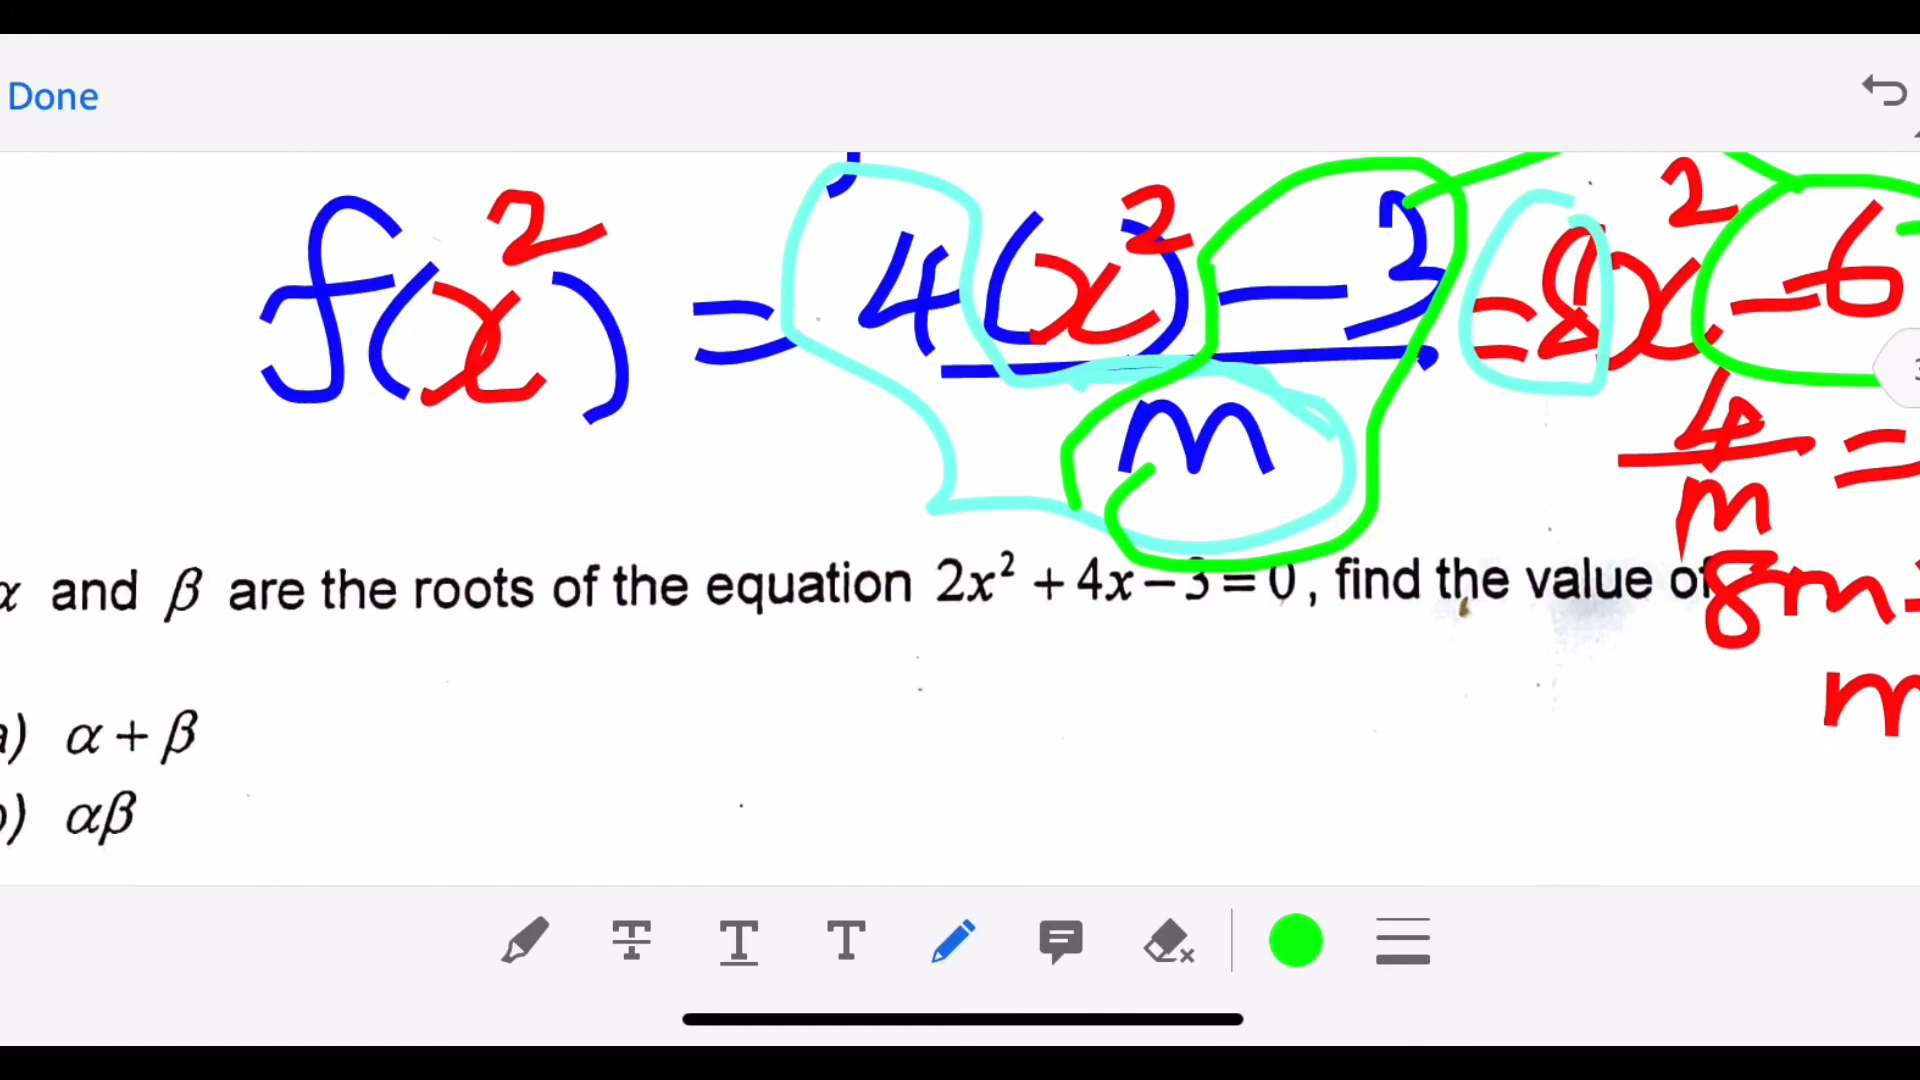 Done
f(x²) = 4(x²) - 3 = 8x² - 6
m
4
m =
α and β are the roots of the equation 2x² + 4x - 3 = 0, find the value of
8m
m
a) α + β
b) αβ